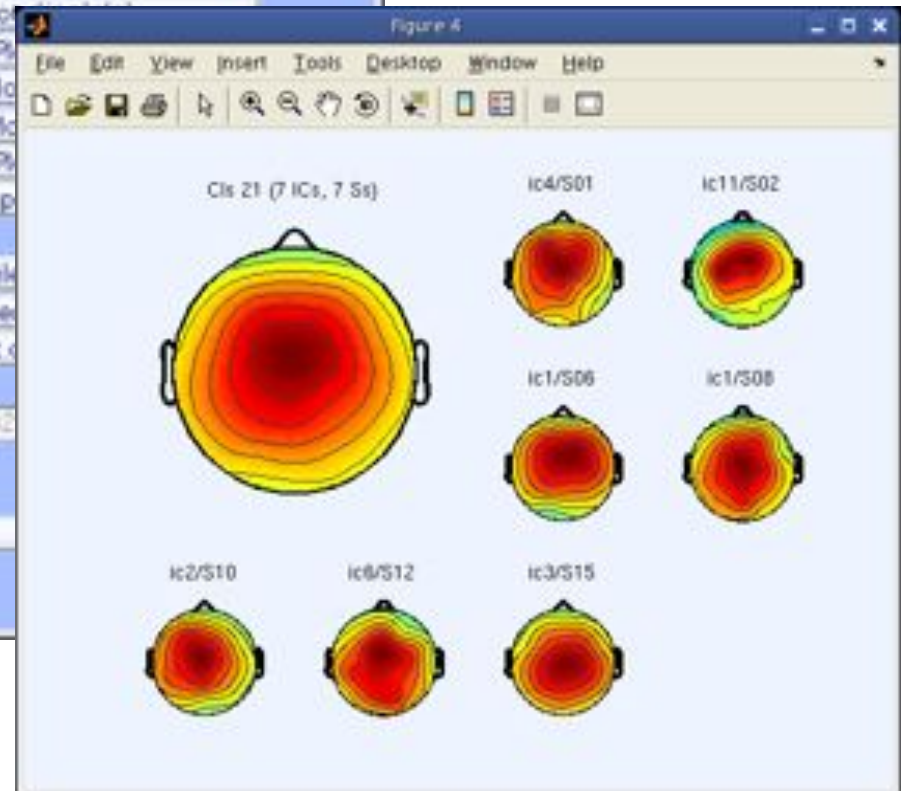 Figure 4
File Edit View Insert Tools Desktop Window Help
Cls 21 (7 ICs, 7 Ss)
ic4/S01 ic11/S02
ic1/S06 ic1/S08
ic2/S10 ic6/S12 ic3/S15